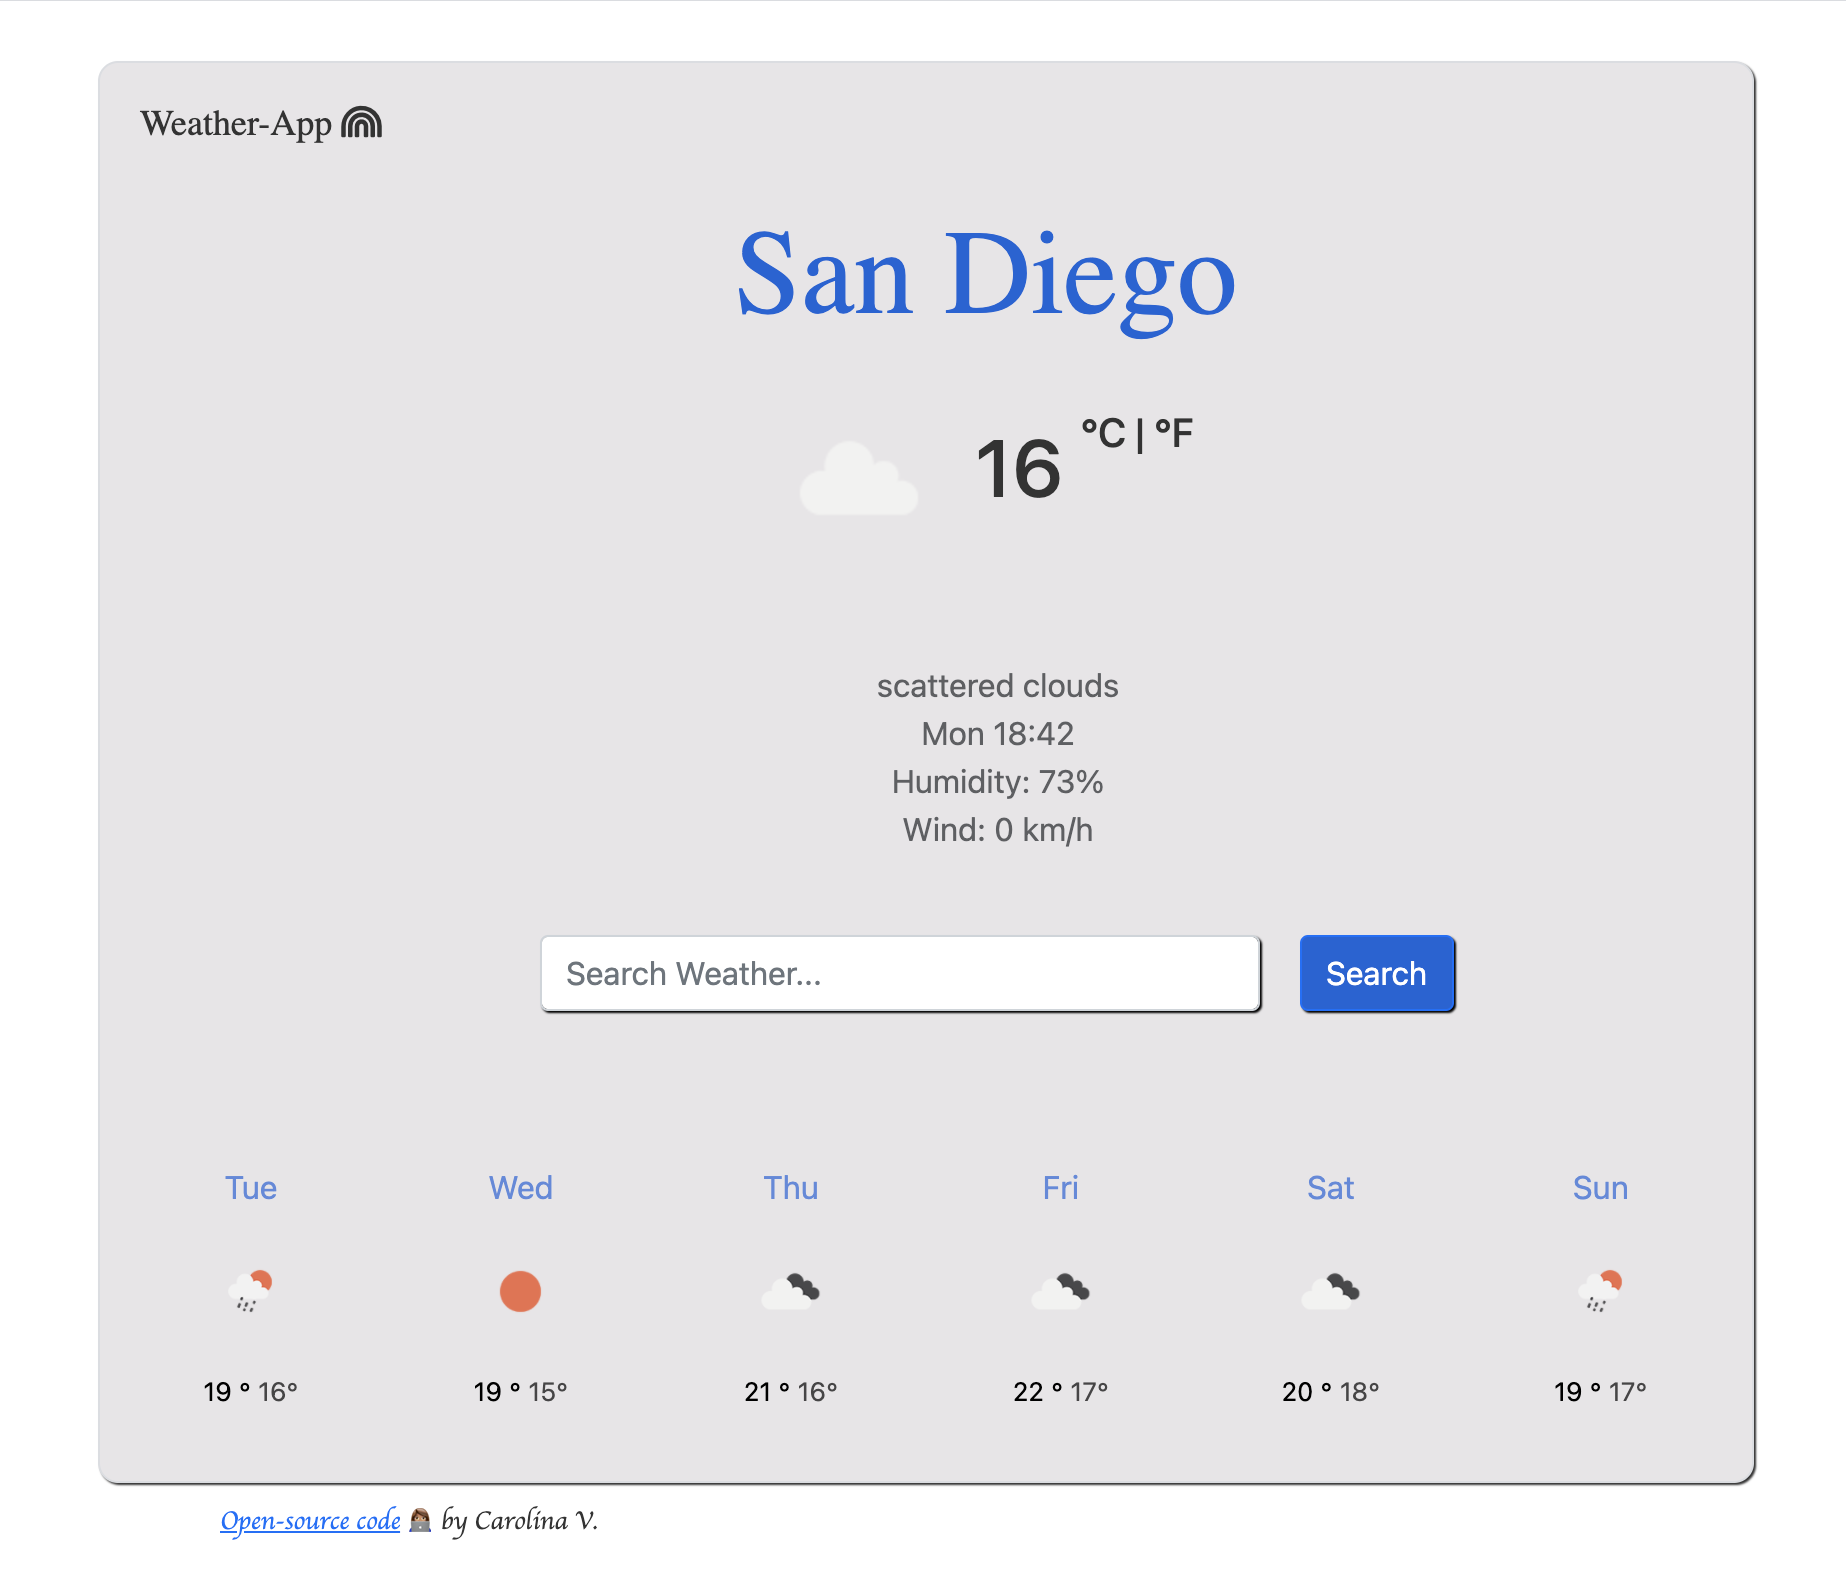 Weather-App
San Diego
16 °C | °F
scattered clouds
Mon 18:42
Humidity: 73%
Wind: 0 km/h
Search Weather...
Search
Tue Wed Thu Fri Sat Sun
19 ° 16° 19 ° 15° 21 ° 16° 22 ° 17° 20 ° 18° 19 ° 17°
Open-source code 👩🏽‍💻 by Carolina V.